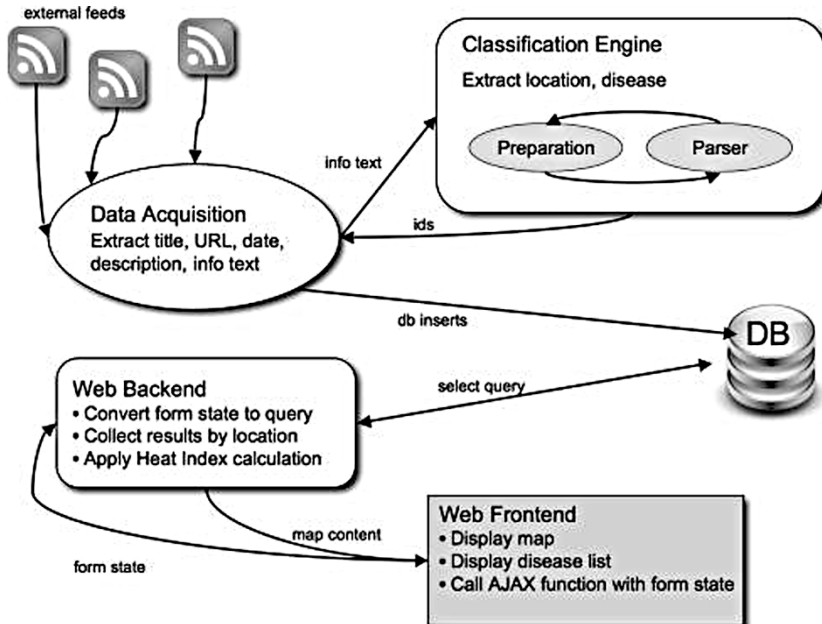 external feeds
Classification Engine
Extract location, disease
Preparation
Parser
info text
ids
Data Acquisition
Extract title, URL, date,
description, info text
db inserts
DB
select query
Web Backend
• Convert form state to query
• Collect results by location
• Apply Heat Index calculation
map content
form state
Web Frontend
• Display map
• Display disease list
• Call AJAX function with form state